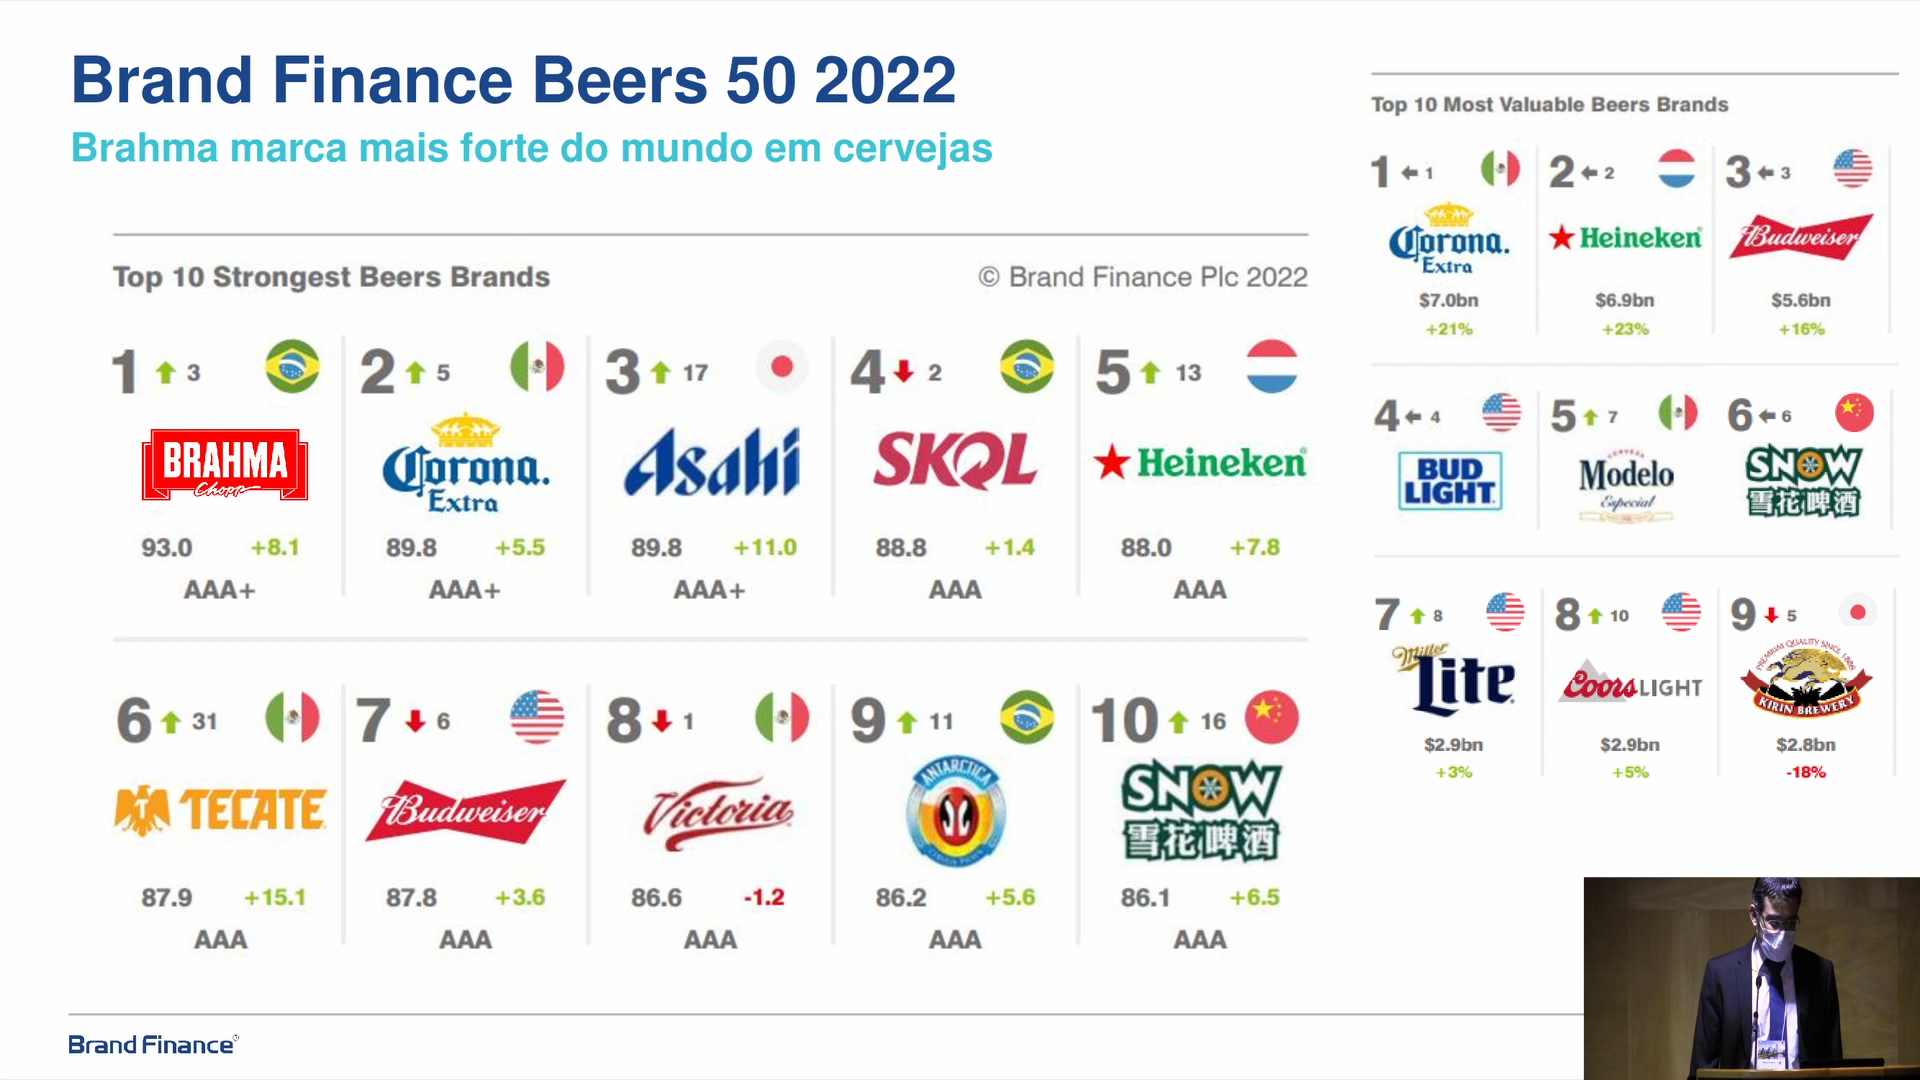 Brand Finance Beers 50 2022
Brahma marca mais forte do mundo em cervejas
Top 10 Strongest Beers Brands
© Brand Finance Plc 2022
1 3
2 5
3 17
4 2
5 13
BRAHMA
Chopp
Corona.
Extra
Asahi
SKOL
Heineken
93.0 +8.1
89.8 +5.5
89.8 +11.0
88.8 +1.4
88.0 +7.8
AAA+
AAA+
AAA+
AAA
AAA
6 31
7 6
8 1
9 11
10 16
TECATE
Budweiser
Victoria
ANTARCTICA
SNOW
雪花啤酒
87.9 +15.1
87.8 +3.6
86.6 -1.2
86.2 +5.6
86.1 +6.5
AAA
AAA
AAA
AAA
AAA
Top 10 Most Valuable Beers Brands
1 1
2 2
3 3
Corona.
Extra
Heineken
Budweiser
$7.0bn
$6.9bn
$5.6bn
+21%
+23%
+16%
4 4
5 7
6 6
BUD
LIGHT
Modelo
Especial
SNOW
雪花啤酒
7 8
8 10
9 5
Miller
Lite
Coors LIGHT
PREMIUM QUALITY SINCE 1888
KIRIN BREWERY
$2.9bn
$2.9bn
$2.8bn
+3%
+5%
-18%
Brand Finance